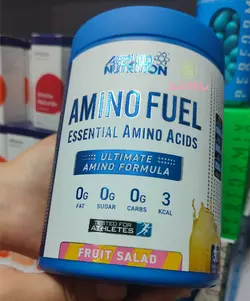 APPLIED
NUTRITION
AMINO FUEL
ESSENTIAL AMINO ACIDS
ULTIMATE
AMINO FORMULA
0G 0G 0G 3
FAT SUGAR CARBS KCAL
TESTED FOR
ATHLETES
FRUIT SALAD